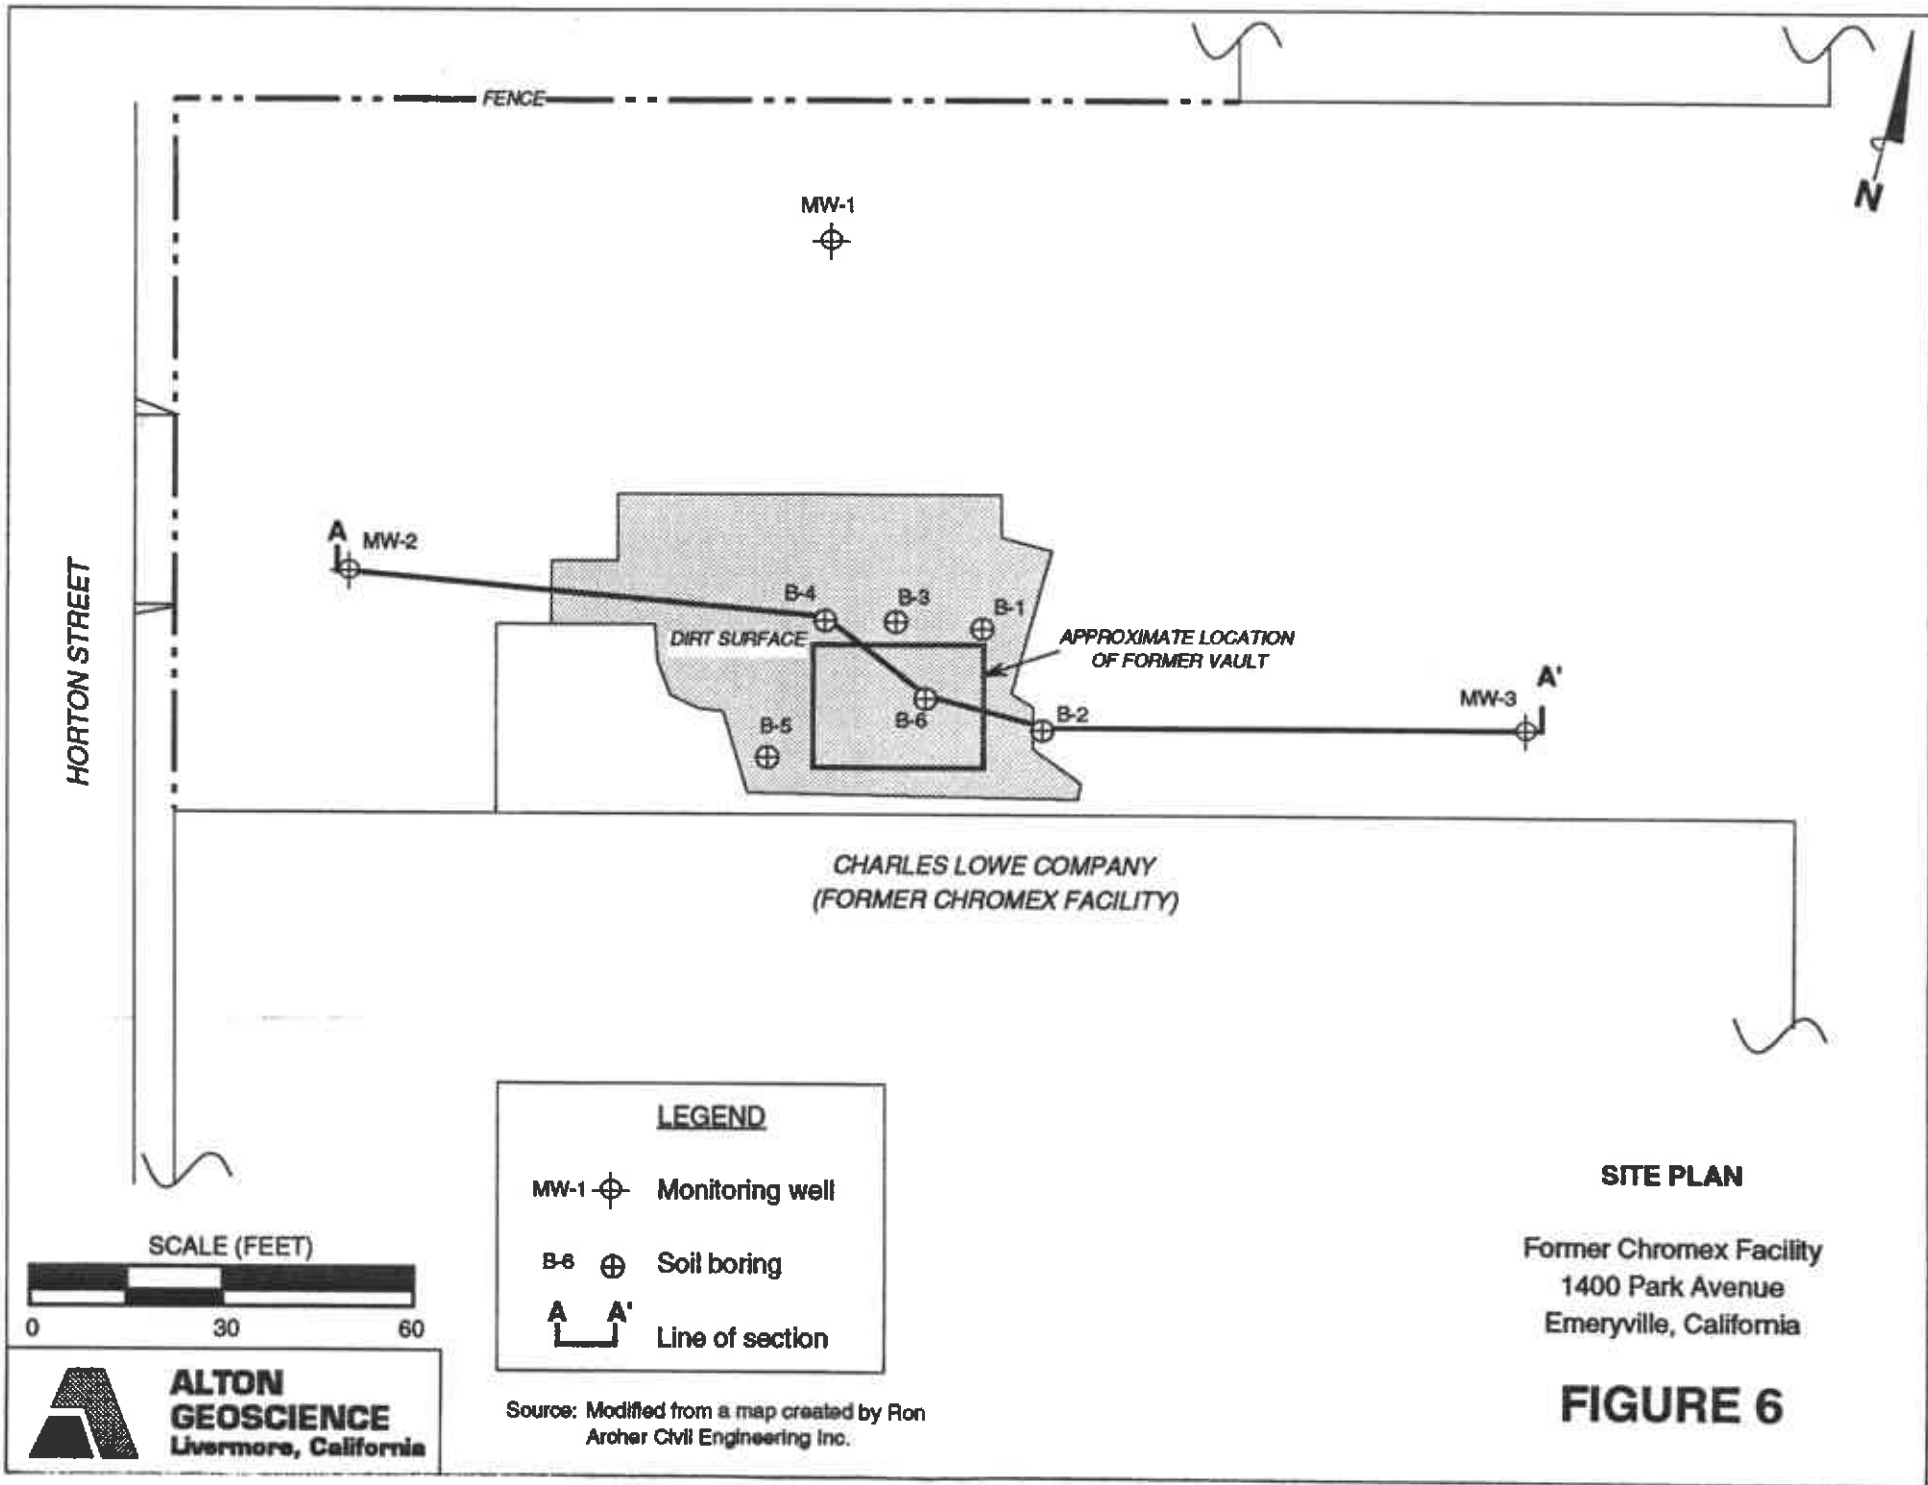 FENCE
N
MW-1
A
MW-2
B-4
B-3
B-1
DIRT SURFACE
APPROXIMATE LOCATION
OF FORMER VAULT
HORTON STREET
B-5
B-6
B-2
MW-3
A'
CHARLES LOWE COMPANY
(FORMER CHROMEX FACILITY)
LEGEND
MW-1 Monitoring well
B-6 Soil boring
A A'
Line of section
SCALE (FEET)
0 30 60
ALTON
GEOSCIENCE
Livermore, California
Source: Modified from a map created by Ron
Archer Civil Engineering Inc.
SITE PLAN
Former Chromex Facility
1400 Park Avenue
Emeryville, California
FIGURE 6